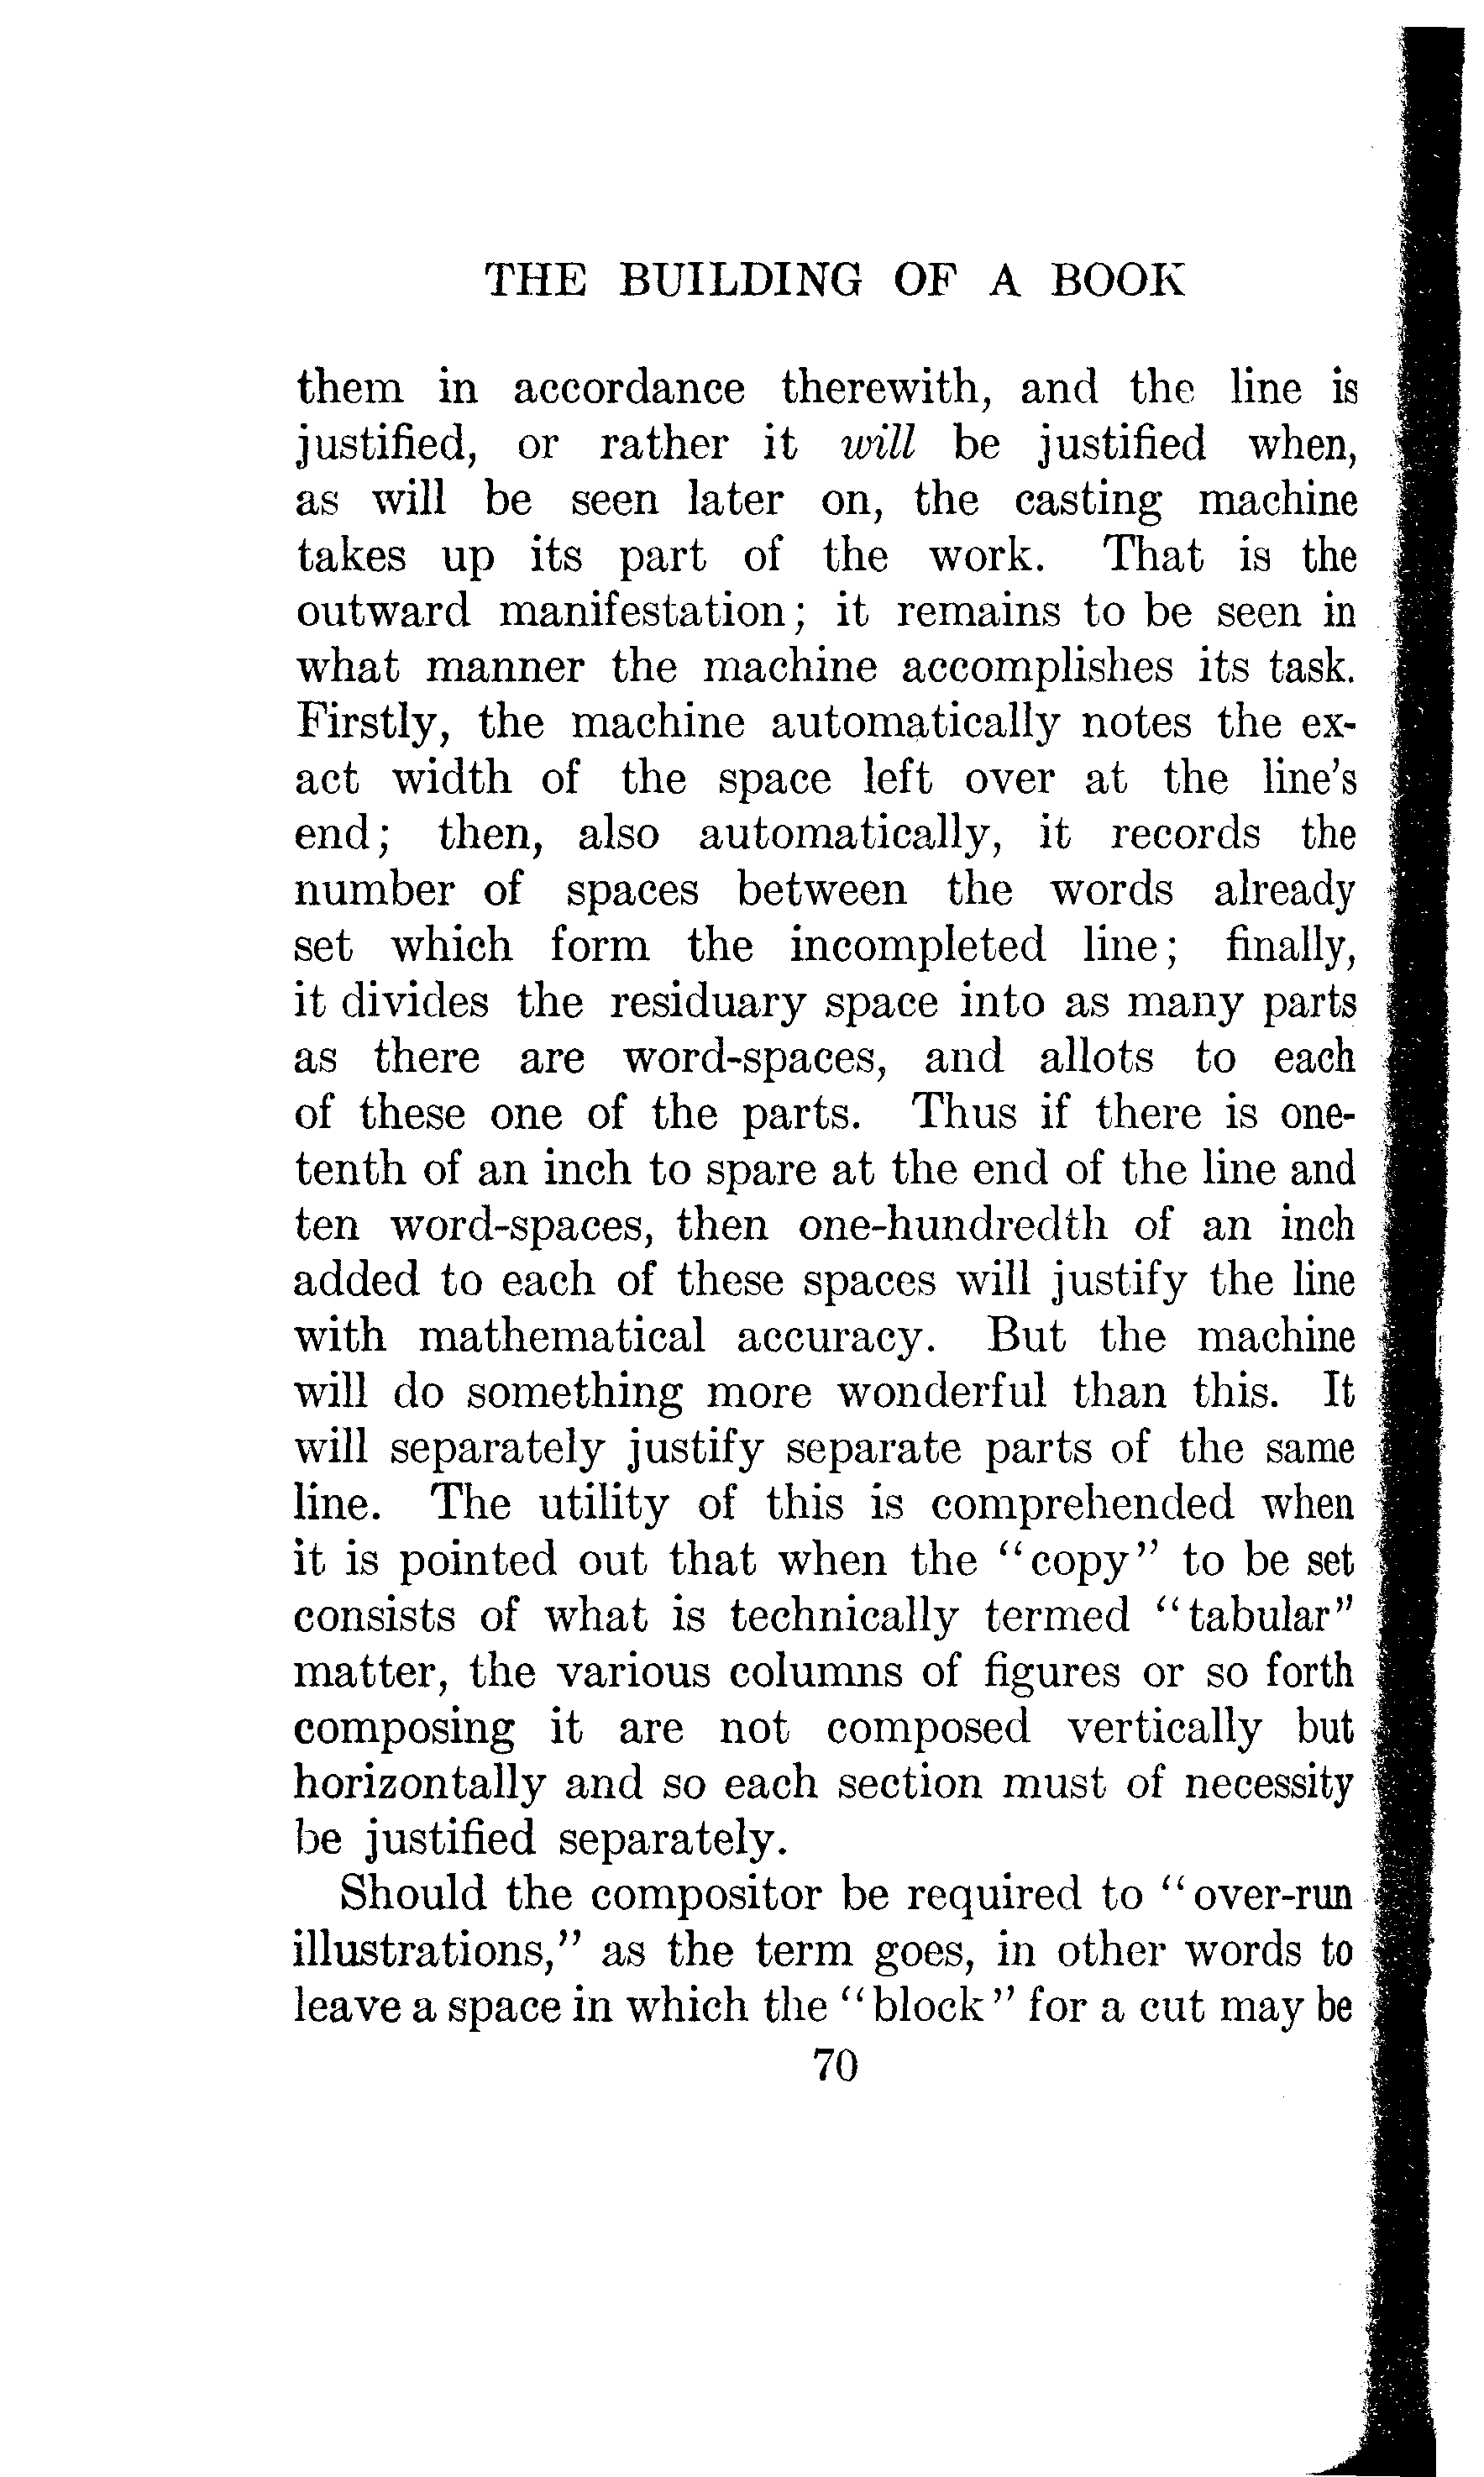 THE BUILDING OF A BOOK
them in accordance therewith, and the line is
justified, or rather it will be justified when,
as will be seen later on, the casting machine
takes up its part of the work. That is the
outward manifestation; it remains to be seen in
what manner the machine accomplishes its task.
Firstly, the machine automatically notes the ex-
act width of the space left over at the line's
end; then, also automatically, it records the
number of spaces between the words already
set which form the incompleted line; finally,
it divides the residuary space into as many parts
as there are word-spaces, and allots to each
of these one of the parts. Thus if there is one-
tenth of an inch to spare at the end of the line and
ten word-spaces, then one-hundredth of an inch
added to each of these spaces will justify the line
with mathematical accuracy. But the machine
will do something more wonderful than this. It
will separately justify separate parts of the same
line. The utility of this is comprehended when
it is pointed out that when the "copy" to be set
consists of what is technically termed "tabular"
matter, the various columns of figures or so forth
composing it are not composed vertically but
horizontally and so each section must of necessity
be justified separately.
Should the compositor be required to "over-run
illustrations," as the term goes, in other words to
leave a space in which the "block" for a cut may be
70